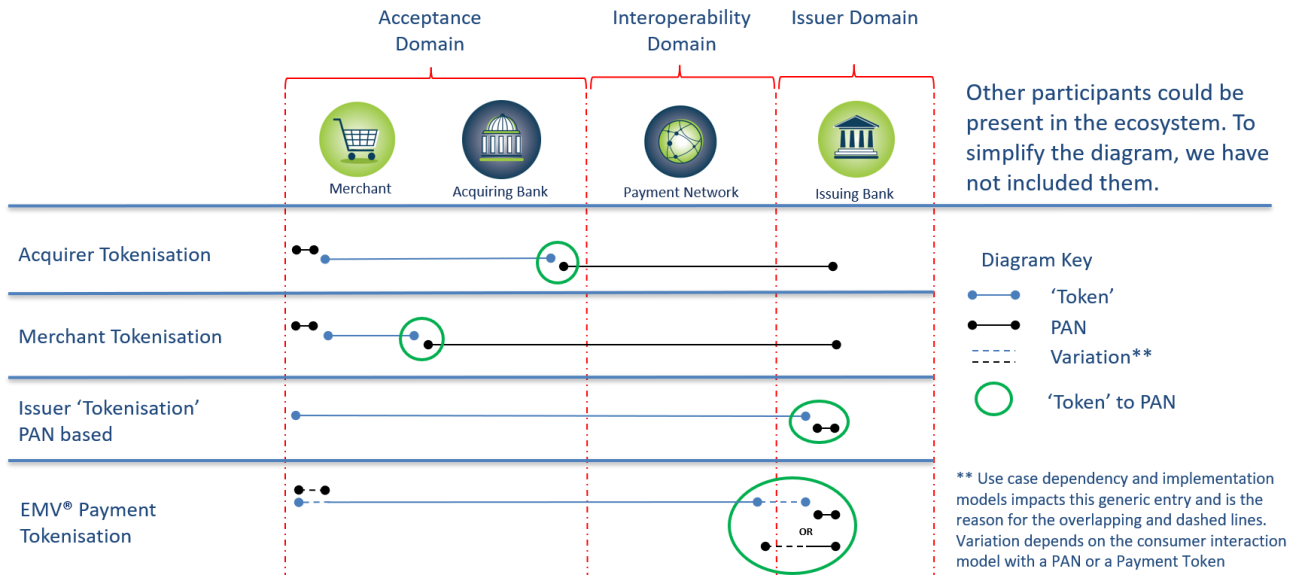 Acceptance
Domain
Interoperability
Domain
Issuer Domain
Merchant
Acquiring Bank
Payment Network
Issuing Bank
Other participants could be
present in the ecosystem. To
simplify the diagram, we have
not included them.
Acquirer Tokenisation
Merchant Tokenisation
Issuer ‘Tokenisation’
PAN based
EMV® Payment
Tokenisation
OR
Diagram Key
‘Token’
PAN
Variation**
‘Token’ to PAN
** Use case dependency and implementation
models impacts this generic entry and is the
reason for the overlapping and dashed lines.
Variation depends on the consumer interaction
model with a PAN or a Payment Token